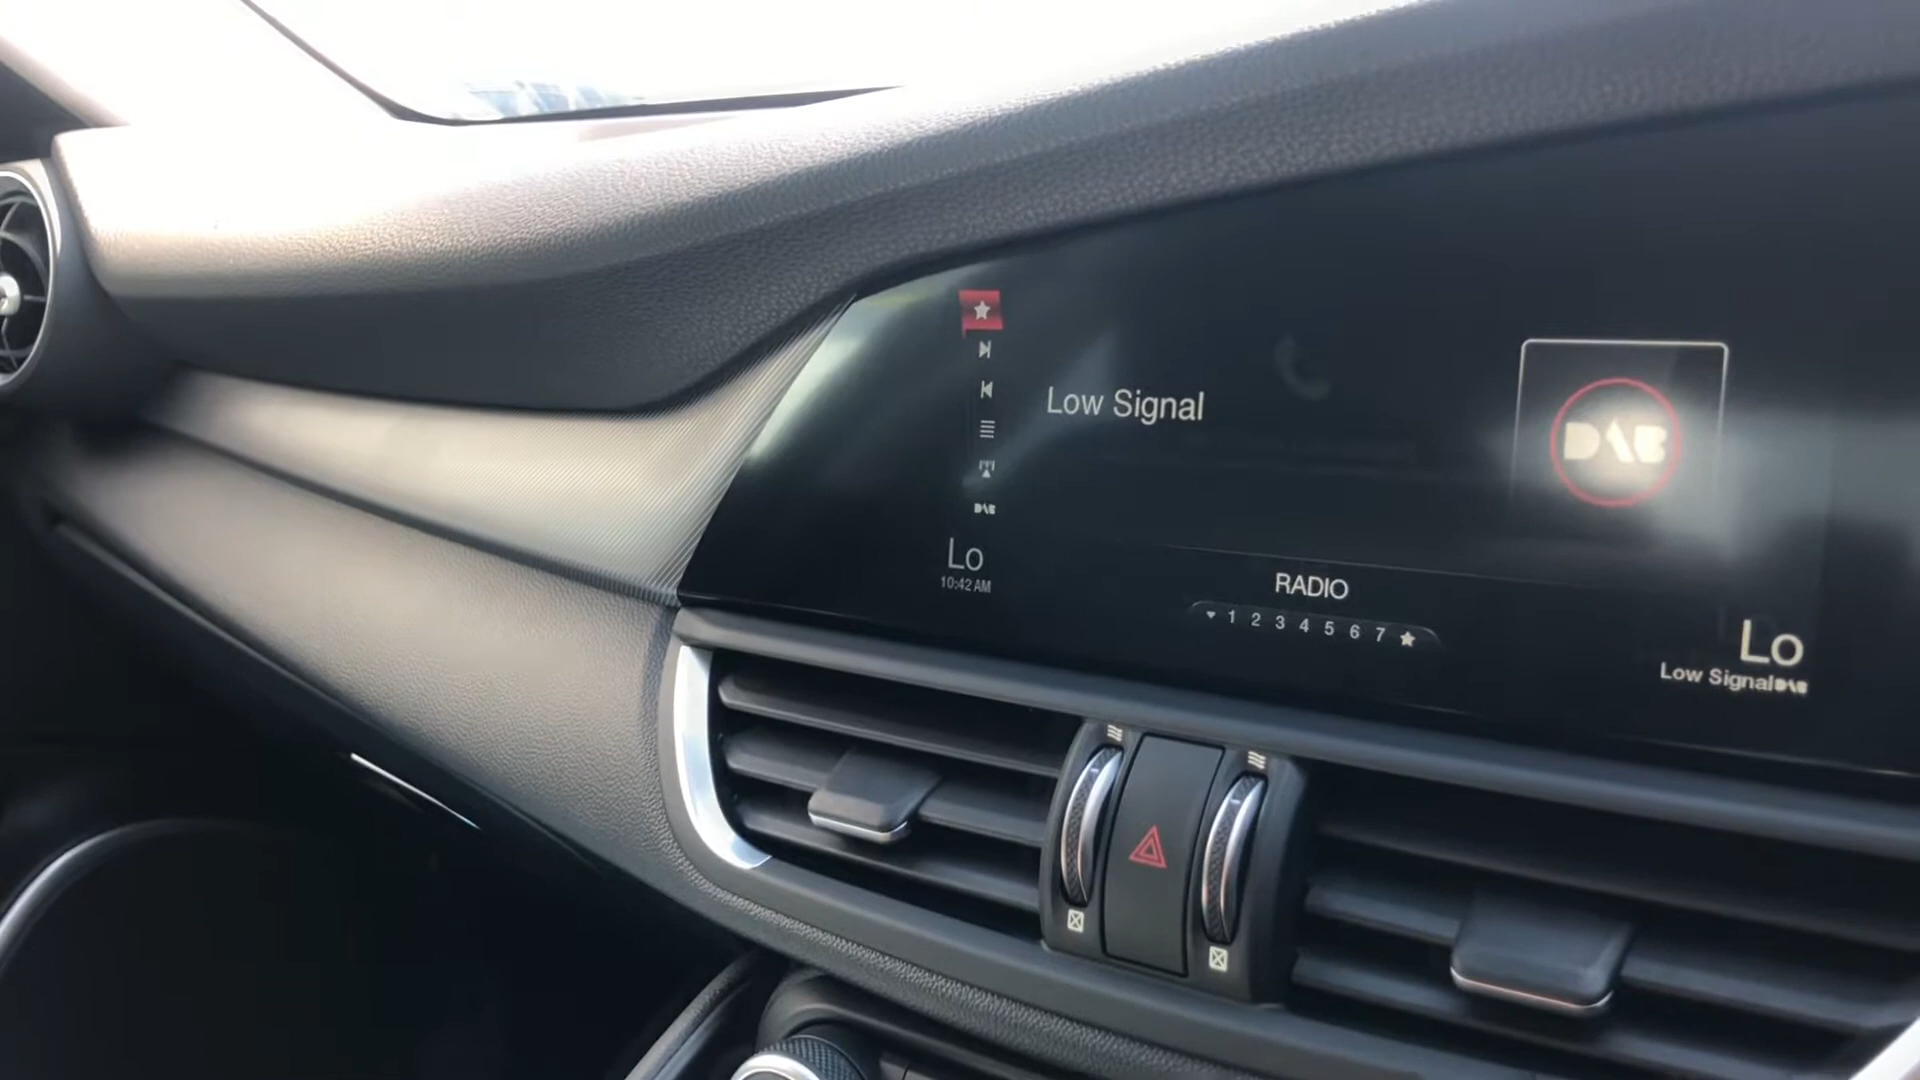 Low Signal
DAB
DAB
Lo
10:42 AM
RADIO
1 2 3 4 5 6 7
Lo
Low Signal DAB